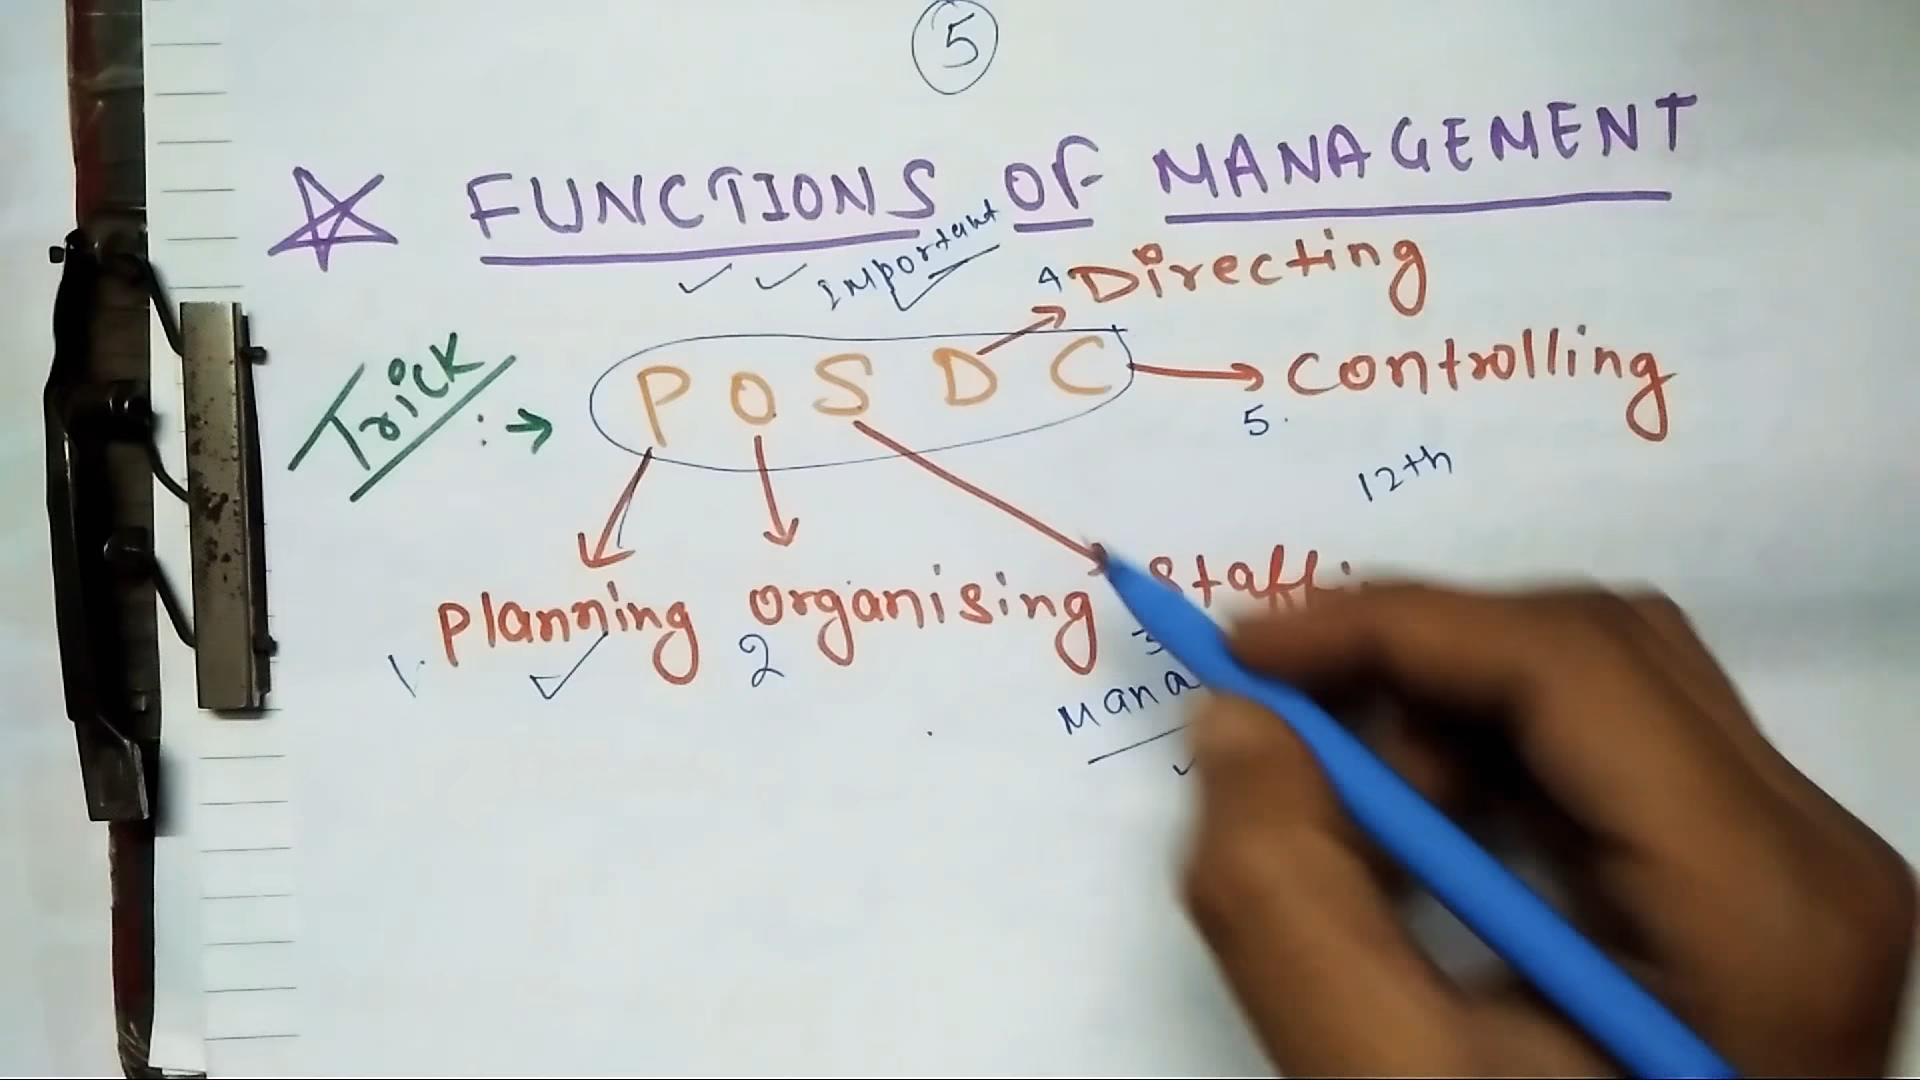 5
FUNCTIONS OF MANAGEMENT
Important
4 Directing
Trick :→ P O S D C
Controlling
5.
12th
Planning organising
1. 2